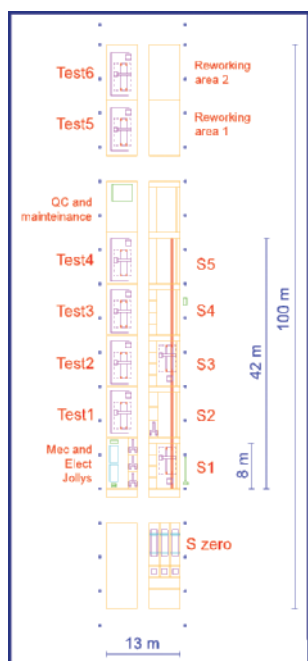 Test6
Reworking
area 2
Test5
Reworking
area 1
QC and
mainteinance
Test4
S5
Test3
S4
Test2
S3
Test1
S2
Mec and
Elect
Jollys
S1
S zero
8 m
42 m
100 m
13 m